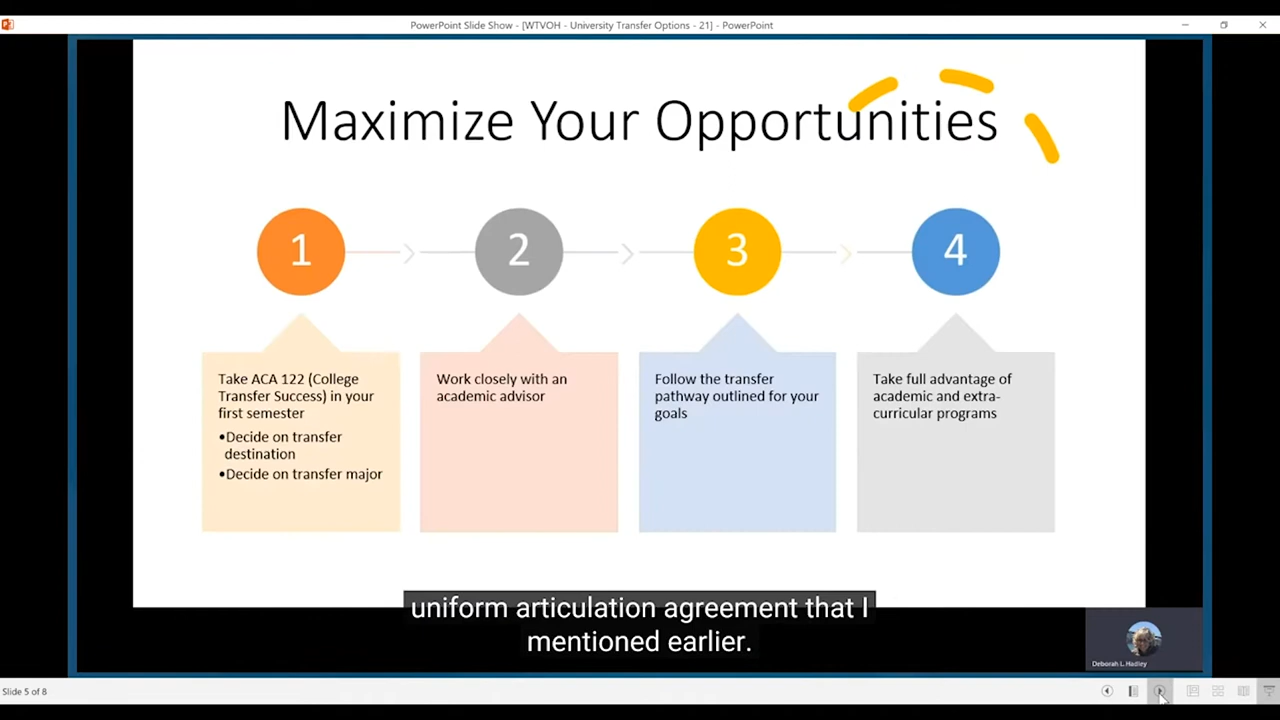 PowerPoint Slide Show - [WTVOH - University Transfer Options - 21] - PowerPoint
Maximize Your Opportunities
1
2
3
4
Take ACA 122 (College
Transfer Success) in your
first semester
•Decide on transfer
destination
•Decide on transfer major
Work closely with an
academic advisor
Follow the transfer
pathway outlined for your
goals
Take full advantage of
academic and extra-
curricular programs
uniform articulation agreement that I
mentioned earlier.
Deborah L. Hadley
Slide 5 of 8